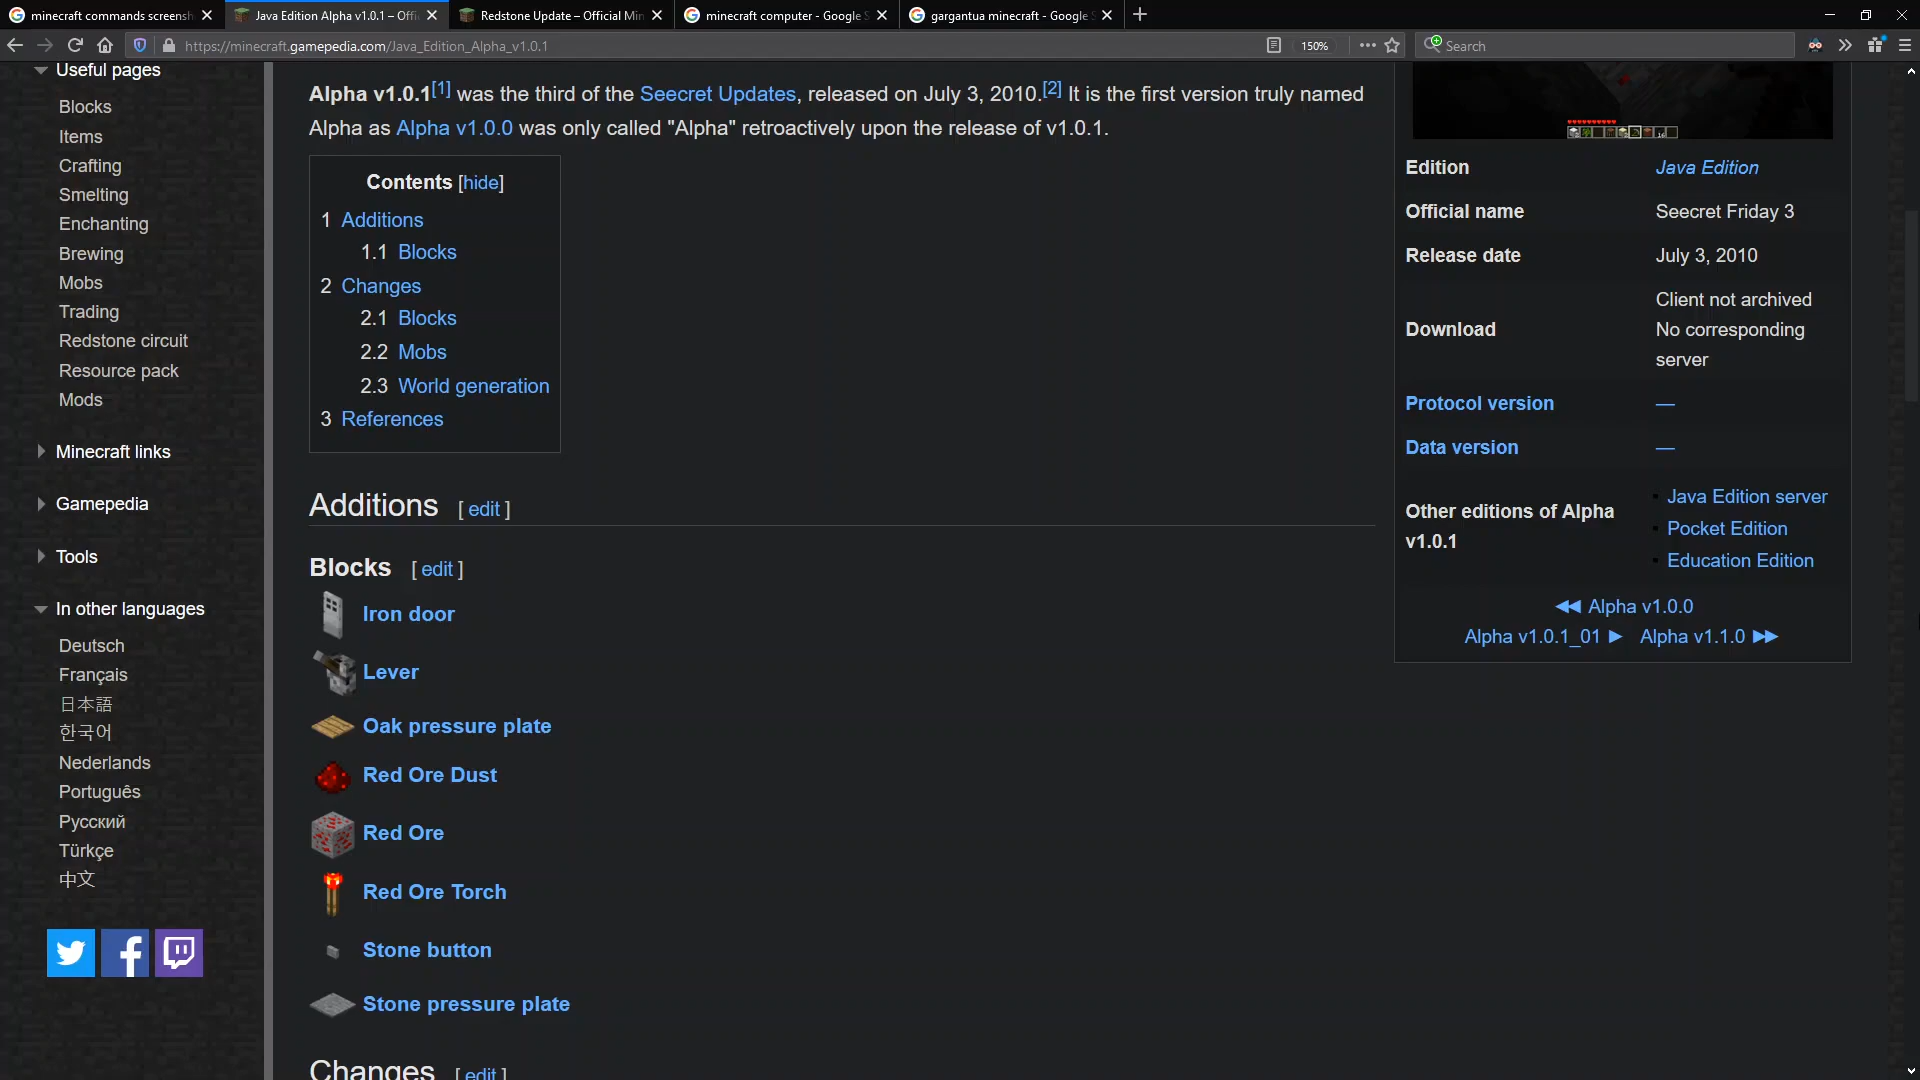 minecraft commands screensh
Java Edition Alpha v1.0.1 – Offi
Redstone Update – Official Min
minecraft computer - Google S
gargantua minecraft - Google S
https://minecraft.gamepedia.com/Java_Edition_Alpha_v1.0.1
150%
Search
Useful pages
Blocks
Items
Crafting
Smelting
Enchanting
Brewing
Mobs
Trading
Redstone circuit
Resource pack
Mods
Minecraft links
Gamepedia
Tools
In other languages
Deutsch
Français
日本語
한국어
Nederlands
Português
Русский
Türkçe
中文
Alpha v1.0.1[1] was the third of the Seecret Updates, released on July 3, 2010.[2] It is the first version truly named
Alpha as Alpha v1.0.0 was only called "Alpha" retroactively upon the release of v1.0.1.
Contents [hide]
1 Additions
1.1 Blocks
2 Changes
2.1 Blocks
2.2 Mobs
2.3 World generation
3 References
Additions [ edit ]
Blocks [ edit ]
Iron door
Lever
Oak pressure plate
Red Ore Dust
Red Ore
Red Ore Torch
Stone button
Stone pressure plate
Changes [ edit ]
Edition Java Edition
Official name Seecret Friday 3
Release date July 3, 2010
Download Client not archived
No corresponding
server
Protocol version —
Data version —
Other editions of Alpha
v1.0.1
Java Edition server
Pocket Edition
Education Edition
◀◀ Alpha v1.0.0
Alpha v1.0.1_01 ▶ Alpha v1.1.0 ▶▶